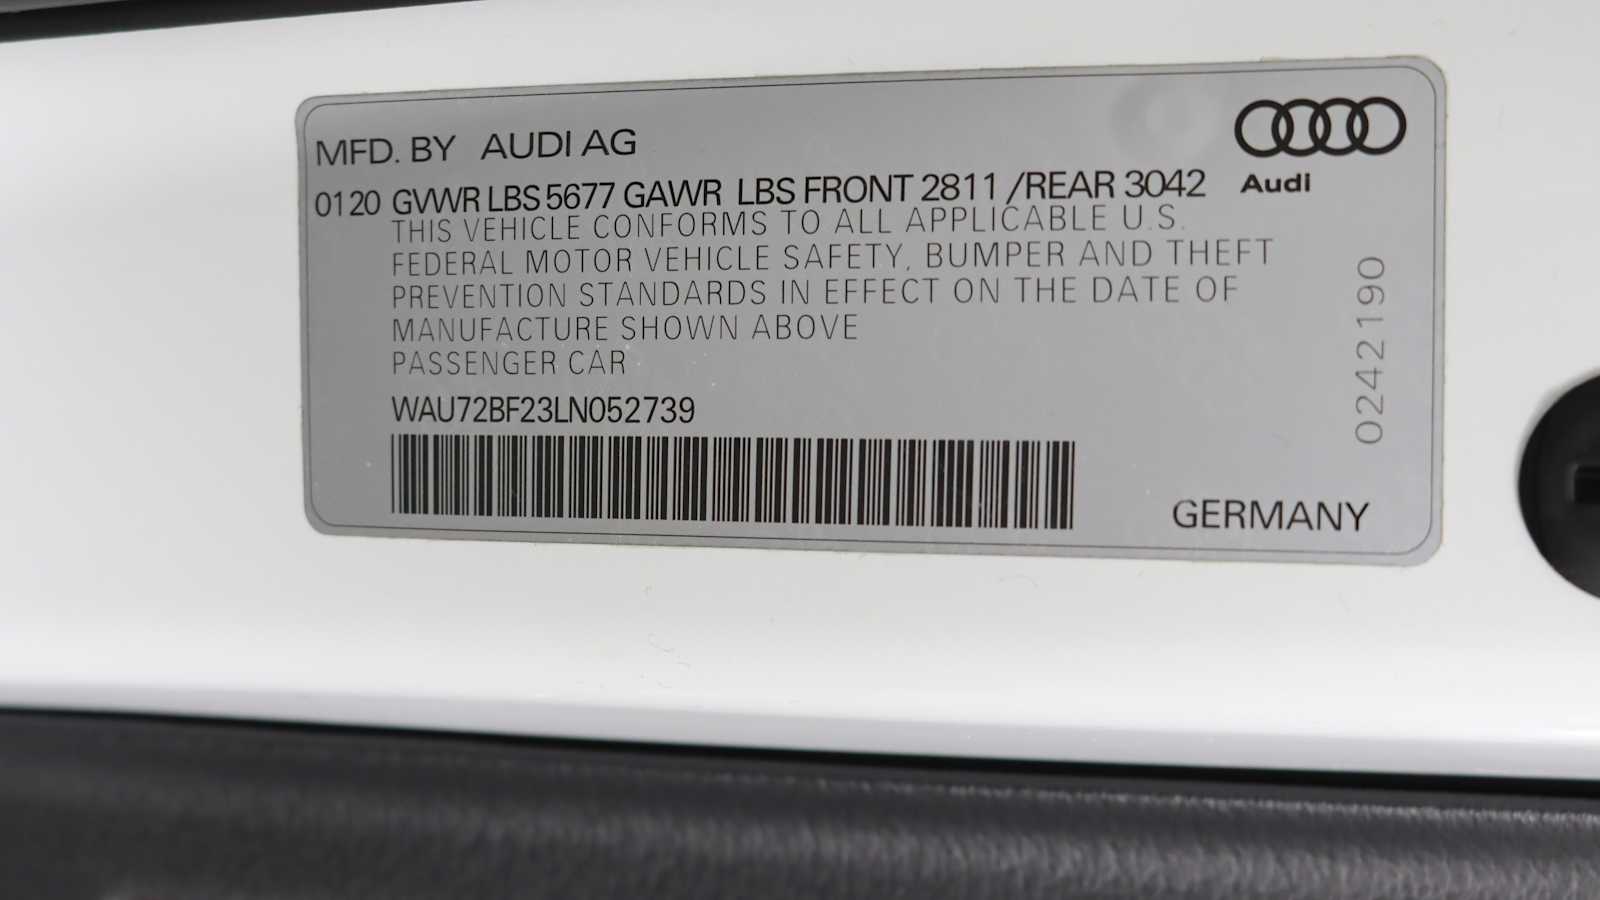 MFD. BY AUDI AG
0120 GVWR LBS 5677 GAWR LBS FRONT 2811 /REAR 3042
Audi
THIS VEHICLE CONFORMS TO ALL APPLICABLE U.S.
FEDERAL MOTOR VEHICLE SAFETY, BUMPER AND THEFT
PREVENTION STANDARDS IN EFFECT ON THE DATE OF
MANUFACTURE SHOWN ABOVE
PASSENGER CAR
WAU72BF23LN052739
GERMANY
0242190